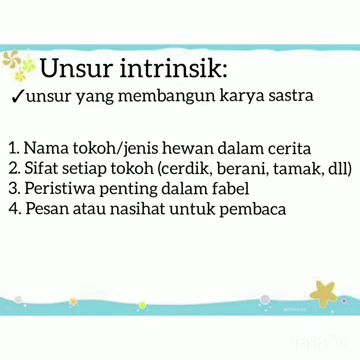 Unsur intrinsik:
✓unsur yang membangun karya sastra
1. Nama tokoh/jenis hewan dalam cerita
2. Sifat setiap tokoh (cerdik, berani, tamak, dll)
3. Peristiwa penting dalam fabel
4. Pesan atau nasihat untuk pembaca